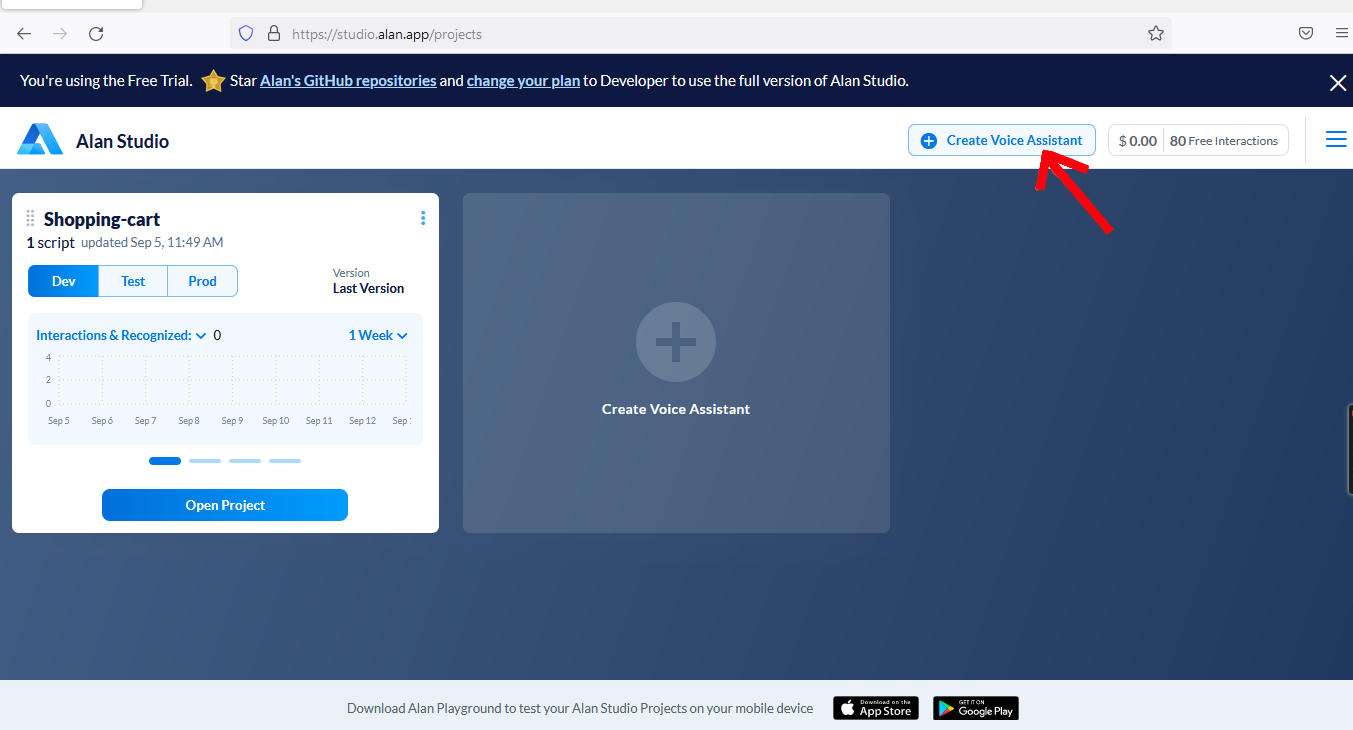 https://studio.alan.app/projects
You're using the Free Trial. Star Alan's GitHub repositories and change your plan to Developer to use the full version of Alan Studio.
Alan Studio
Create Voice Assistant
$ 0.00 80 Free Interactions
Shopping-cart
1 script updated Sep 5, 11:49 AM
Dev Test Prod
Version
Last Version
Interactions & Recognized: 0 1 Week
4
2
0
Sep 5 Sep 6 Sep 7 Sep 8 Sep 9 Sep 10 Sep 11 Sep 12 Sep
Open Project
Create Voice Assistant
Download Alan Playground to test your Alan Studio Projects on your mobile device
Download on the
App Store
GET IT ON
Google Play